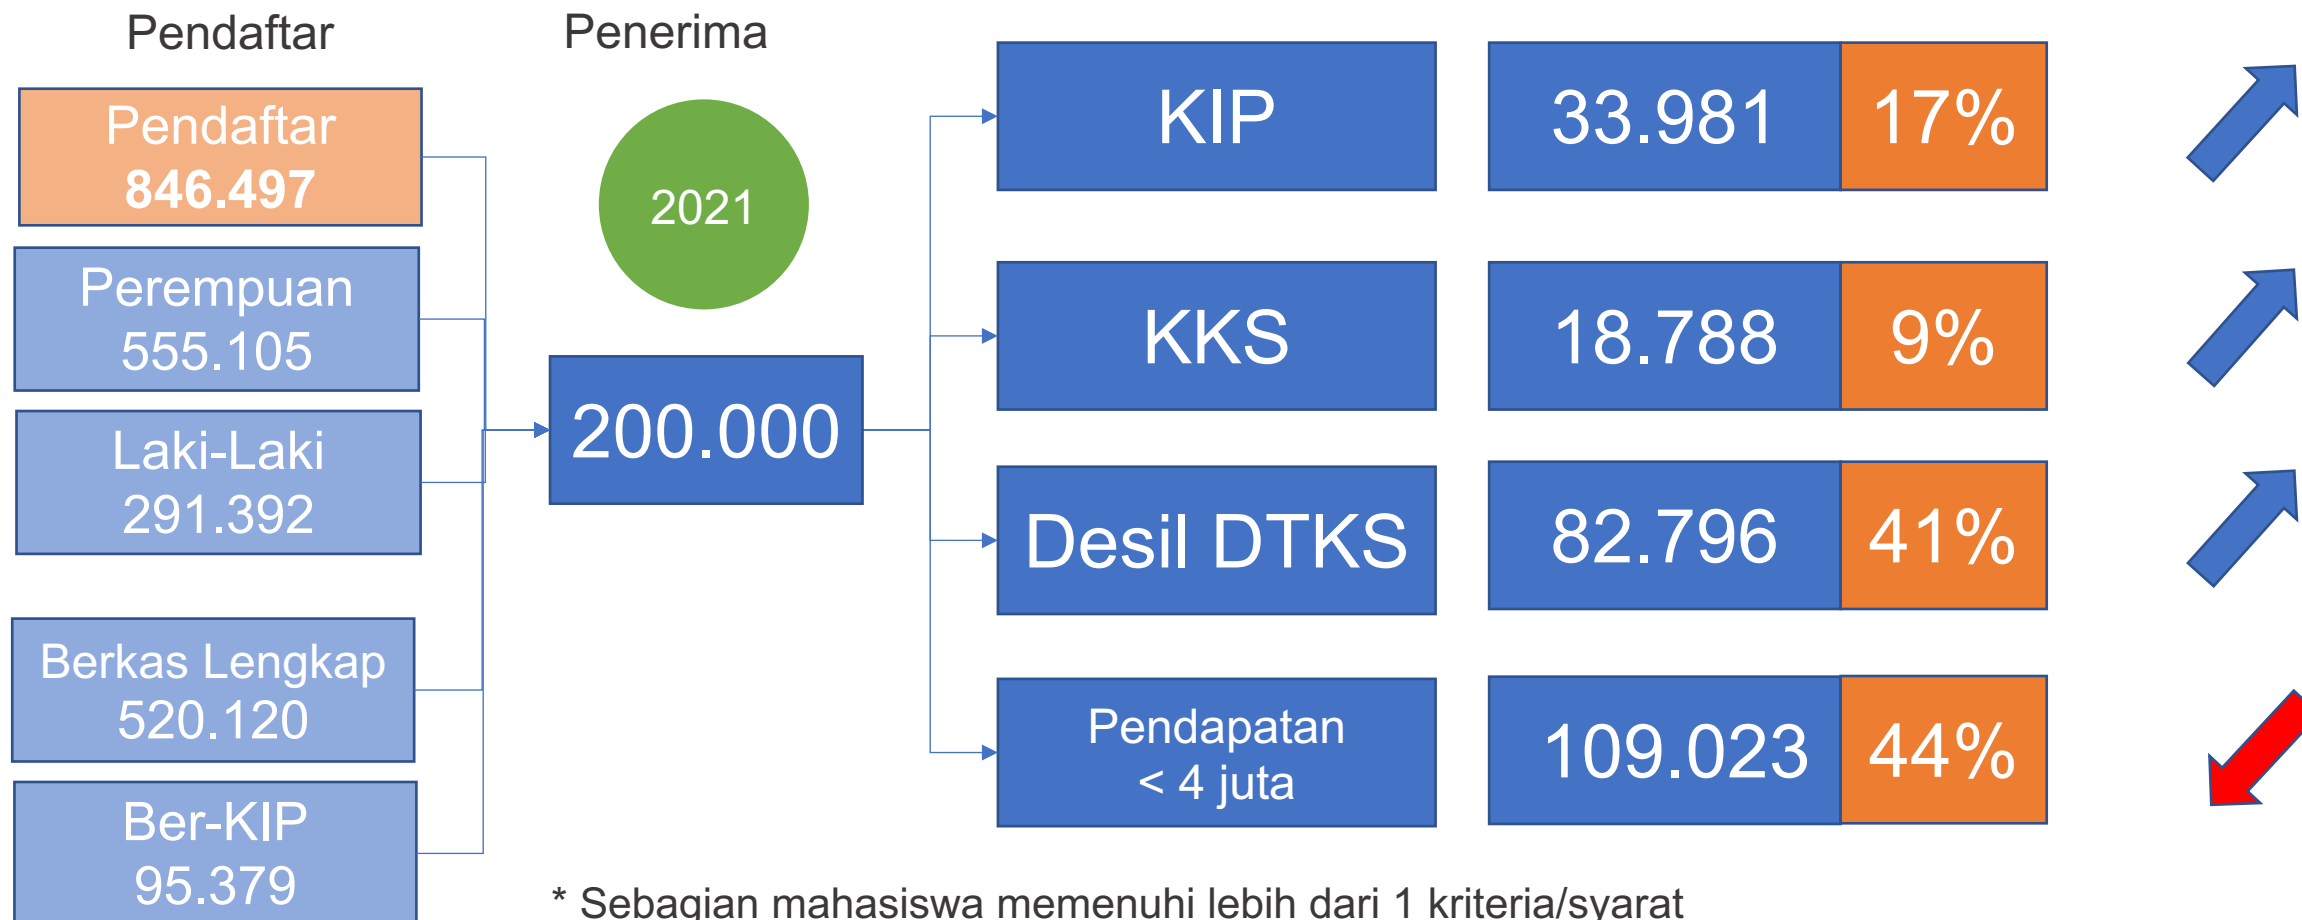 Pendaftar
Pendaftar
846.497
Perempuan
555.105
Laki-Laki
291.392
Berkas Lengkap
520.120
Ber-KIP
95.379
Penerima
2021
200.000
KIP
33.981
17%
KKS
18.788
9%
Desil DTKS
82.796
41%
Pendapatan
< 4 juta
109.023
44%
* Sebagian mahasiswa memenuhi lebih dari 1 kriteria/syarat